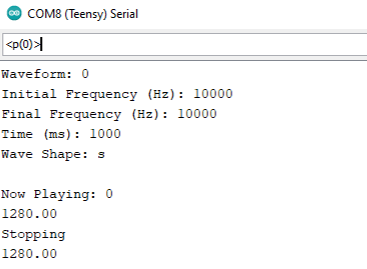 COM8 (Teensy) Serial
<p(0)>
Waveform: 0
Initial Frequency (Hz): 10000
Final Frequency (Hz): 10000
Time (ms): 1000
Wave Shape: s
Now Playing: 0
1280.00
Stopping
1280.00